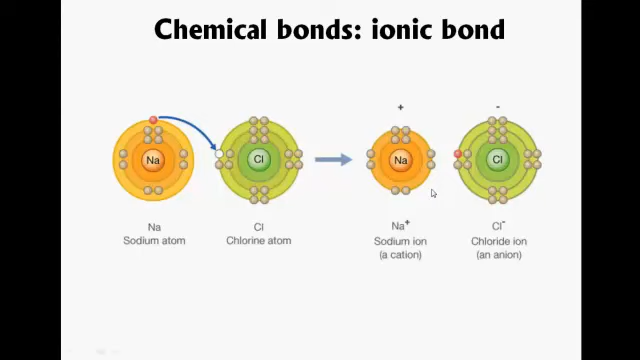 Chemical bonds: ionic bond
+ -
Na Cl Na Cl
Na Cl Na+ Cl-
Sodium atom Chlorine atom Sodium ion Chloride ion
(a cation) (an anion)